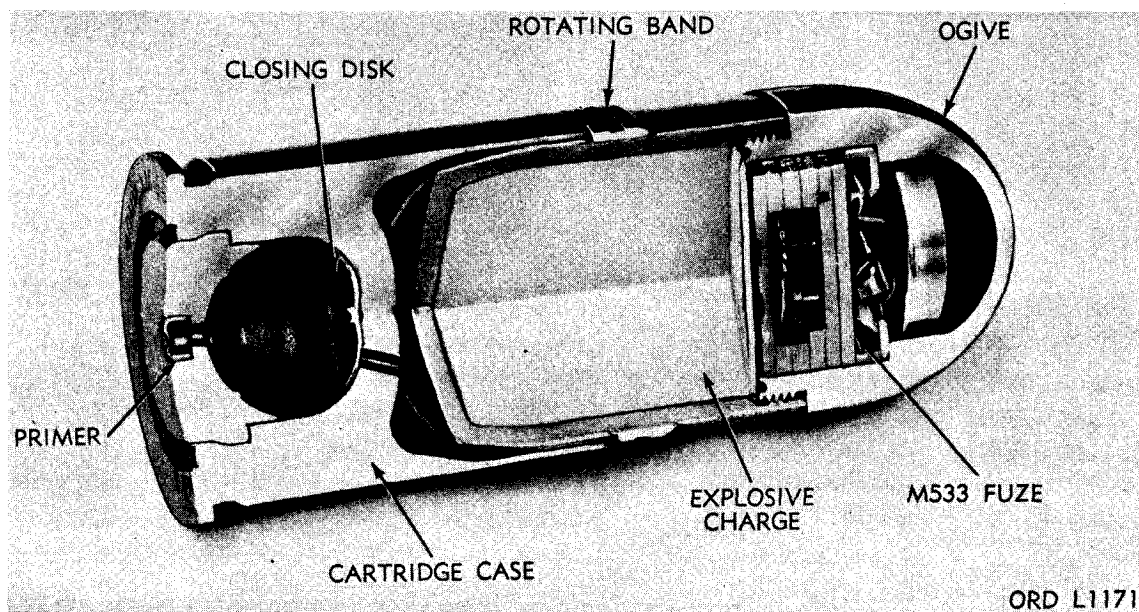 ROTATING BAND
OGIVE
CLOSING DISK
PRIMER
EXPLOSIVE
CHARGE
M533 FUZE
CARTRIDGE CASE
ORD L1171